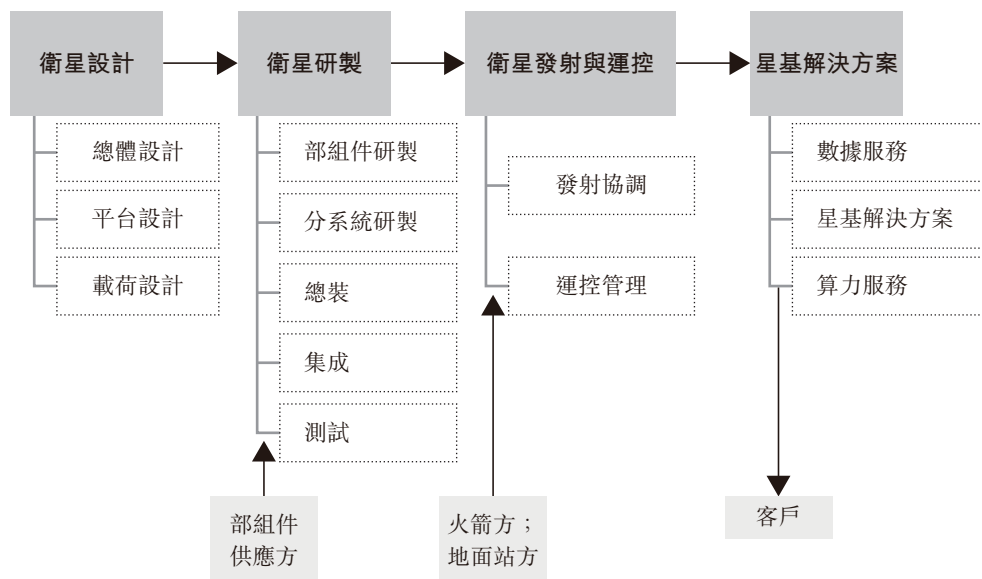 衛星設計
衛星研製
衛星發射與運控
星基解決方案
總體設計
平台設計
載荷設計
部組件研製
分系統研製
總裝
集成
測試
發射協調
運控管理
數據服務
星基解決方案
算力服務
部組件
供應方
火箭方；
地面站方
客戶